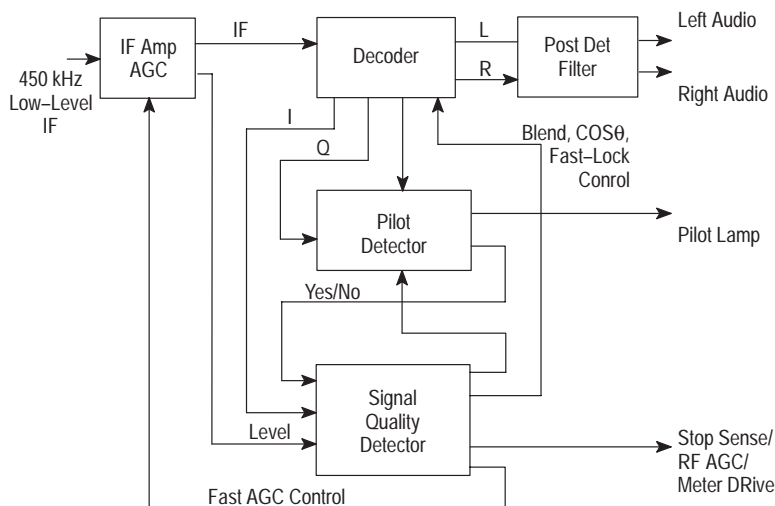 IF Amp
AGC
450 kHz
Low–Level
IF
IF
Decoder
L
R
Post Det
Filter
Left Audio
Right Audio
I
Q
Blend, COSθ,
Fast–Lock
Conrol
Pilot
Detector
Pilot Lamp
Yes/No
Signal
Quality
Detector
Level
Stop Sense/
RF AGC/
Meter DRive
Fast AGC Control